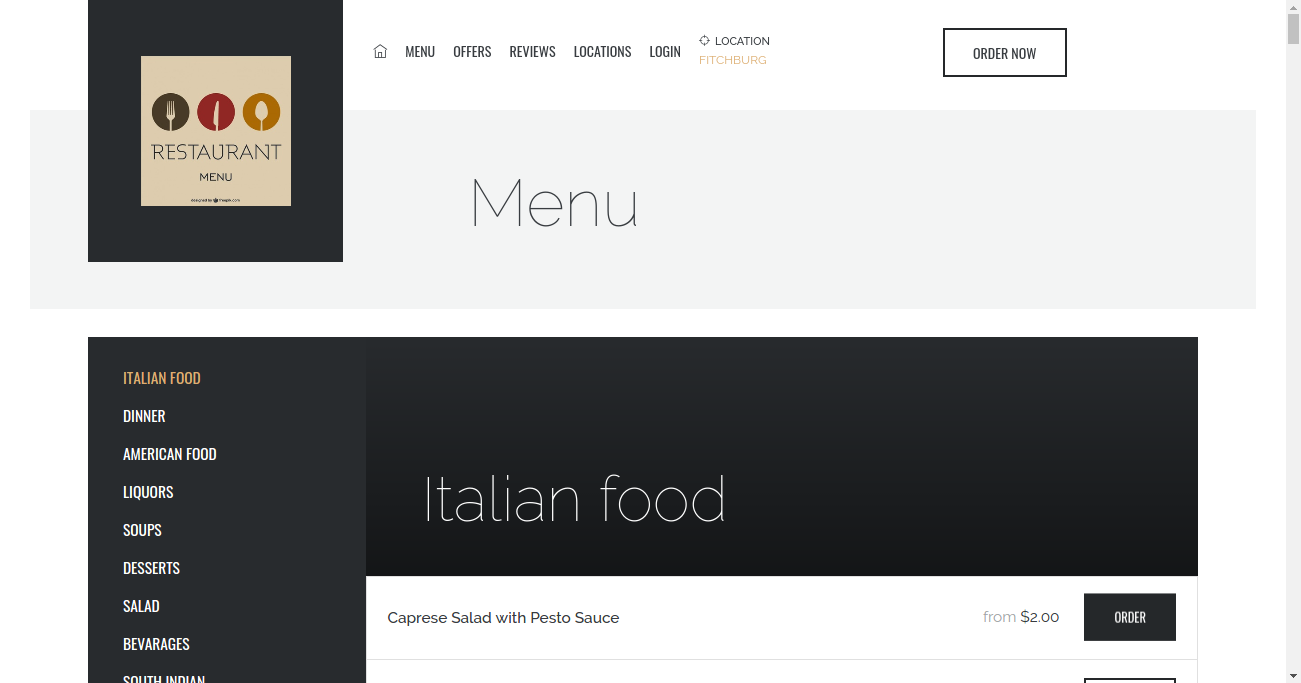 RESTAURANT
MENU
designed by freepik.com
MENU OFFERS REVIEWS LOCATIONS LOGIN
LOCATION
FITCHBURG
ORDER NOW
Menu
ITALIAN FOOD
DINNER
AMERICAN FOOD
LIQUORS
SOUPS
DESSERTS
SALAD
BEVARAGES
SOUTH INDIAN
Italian food
Caprese Salad with Pesto Sauce from $2.00 ORDER